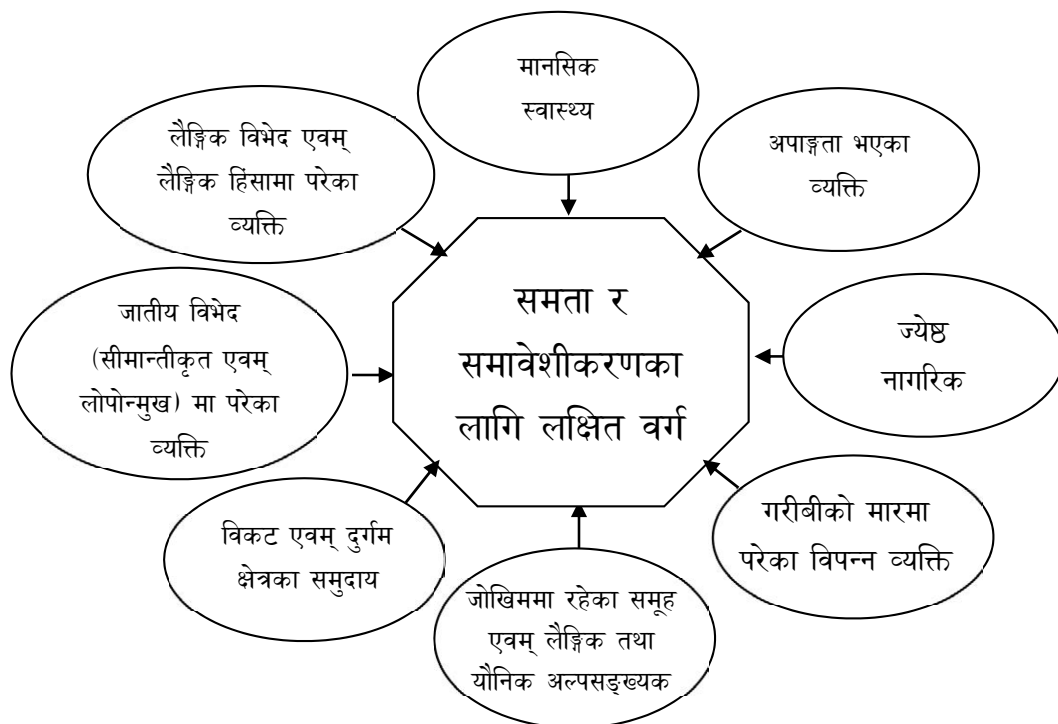 मानसिक
स्वास्थ्य
लैङ्गिक विभेद एवम्
लैङ्गिक हिंसामा परेका
व्यक्ति
अपाङ्गता भएका
व्यक्ति
समता र
समावेशीकरणका
लागि लक्षित वर्ग
जातीय विभेद
(सीमान्तीकृत एवम्
लोपोन्मुख) मा परेका
व्यक्ति
ज्येष्ठ
नागरिक
विकट एवम् दुर्गम
क्षेत्रका समुदाय
गरीबीको मारमा
परेका विपन्न व्यक्ति
जोखिममा रहेका समूह
एवम् लैङ्गिक तथा
यौनिक अल्पसङ्ख्यक